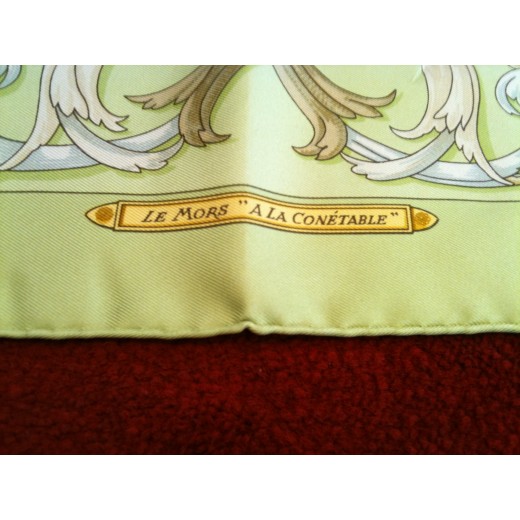 LE MORS "A LA CONÉTABLE"